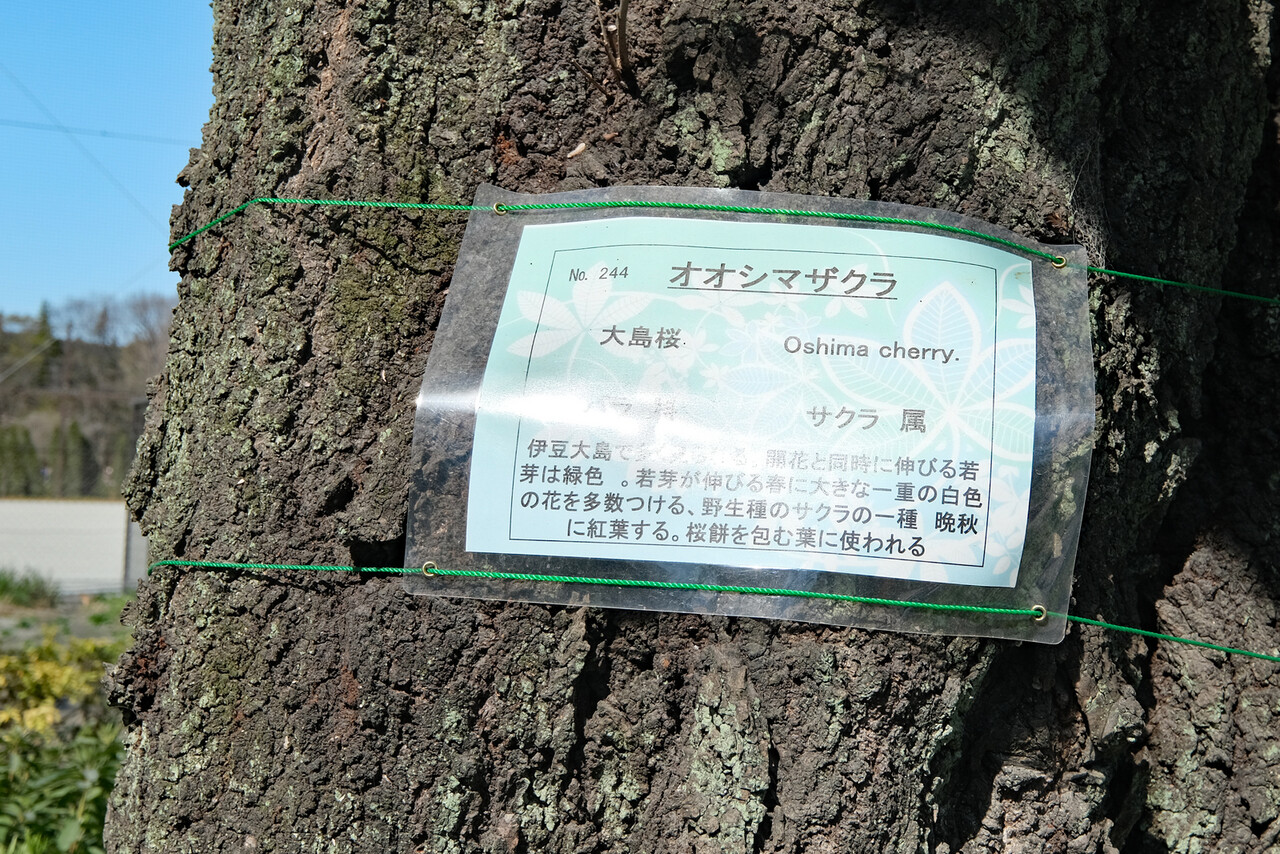 No. 244 オオシマザクラ
大島桜 Oshima cherry.
科 サクラ 属
伊豆大島で 開花と同時に伸びる若
芽は緑色 。若芽が伸びる春に大きな一重の白色
の花を多数つける、野生種のサクラの一種 晩秋
に紅葉する。桜餅を包む葉に使われる